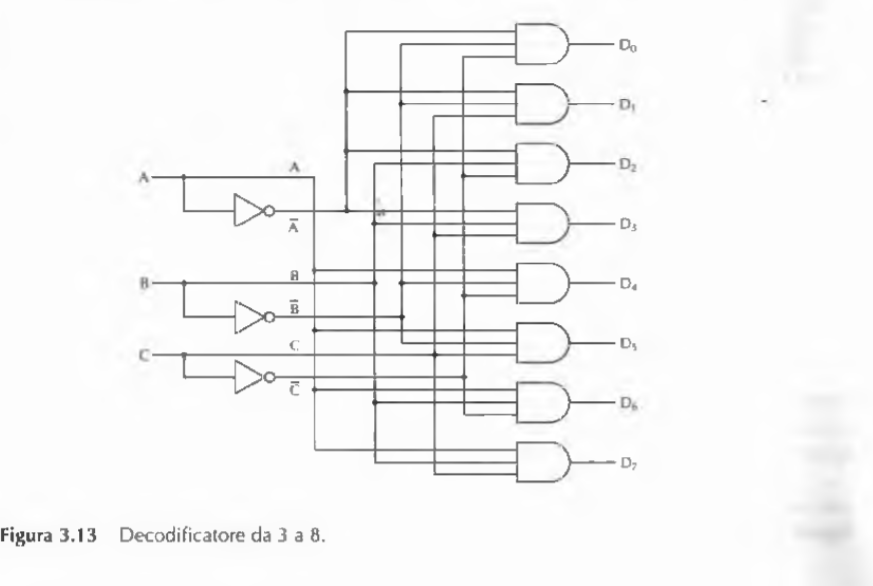 D₀
D₁
D₂
A A
A̅
D₃
B B
D₄
B̅
C C
D₅
C̅
D₆
D₇
Figura 3.13 Decodificatore da 3 a 8.